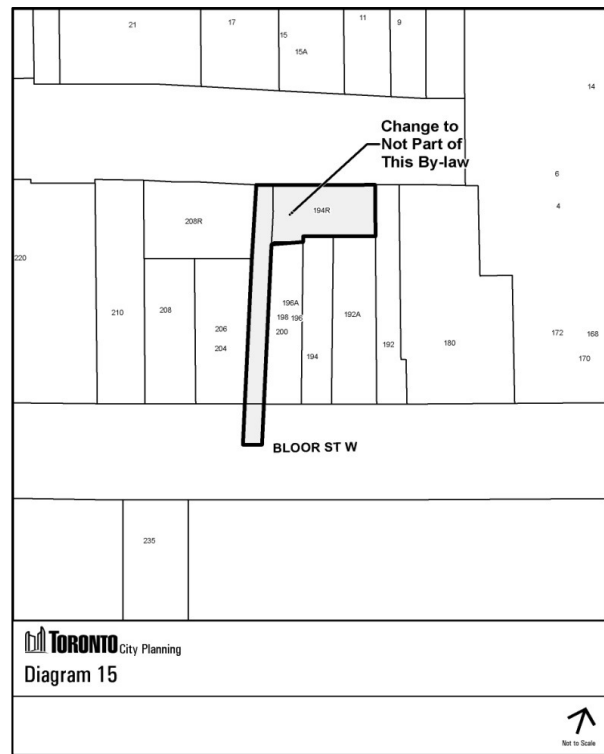 21
17
15
15A
11
9
14
Change to
Not Part of
This By-law
6
4
194R
208R
220
210
208
206
204
196A
198 196
200
194
192A
192
180
172
168
170
BLOOR ST W
235
TORONTO City Planning
Diagram 15
Not to Scale